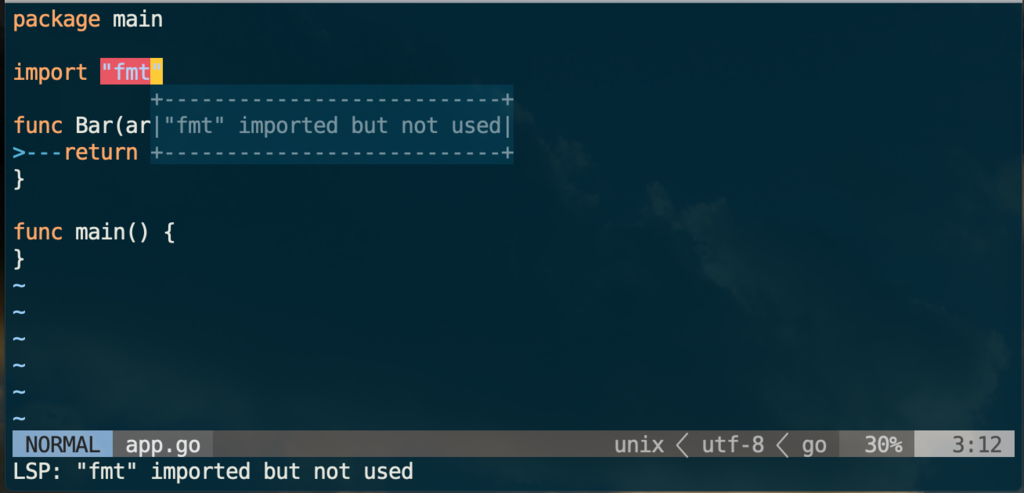 package main
import "fmt"
+---------------------------+
func Bar(ar|"fmt" imported but not used|
>---return +---------------------------+
}
func main() {
}
~
~
~
~
~
~
NORMAL app.go unix < utf-8 < go 30% 3:12
LSP: "fmt" imported but not used